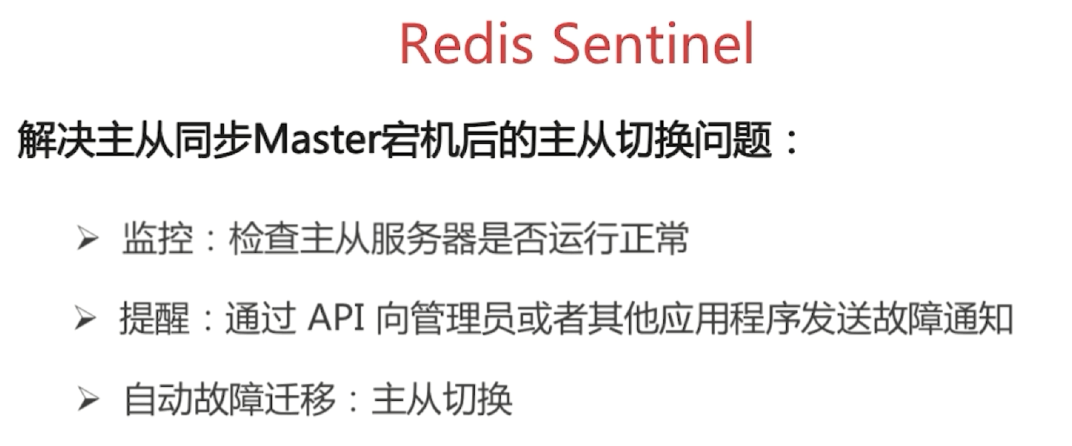 Redis Sentinel
解决主从同步Master宕机后的主从切换问题：
➢ 监控：检查主从服务器是否运行正常
➢ 提醒：通过 API 向管理员或者其他应用程序发送故障通知
➢ 自动故障迁移：主从切换